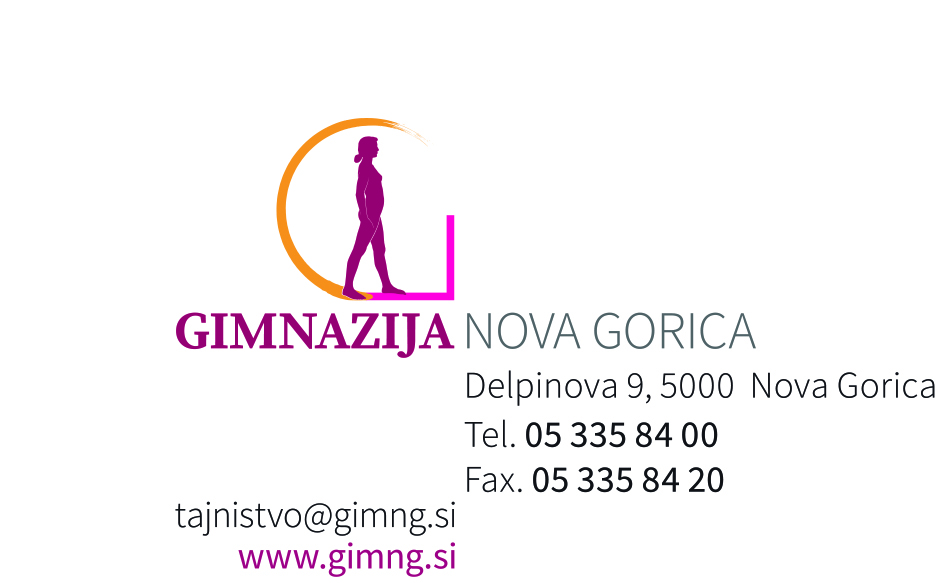 GIMNAZIJA NOVA GORICA
Delpinova 9, 5000 Nova Gorica
Tel. 05 335 84 00
Fax. 05 335 84 20
tajnistvo@gimng.si
www.gimng.si